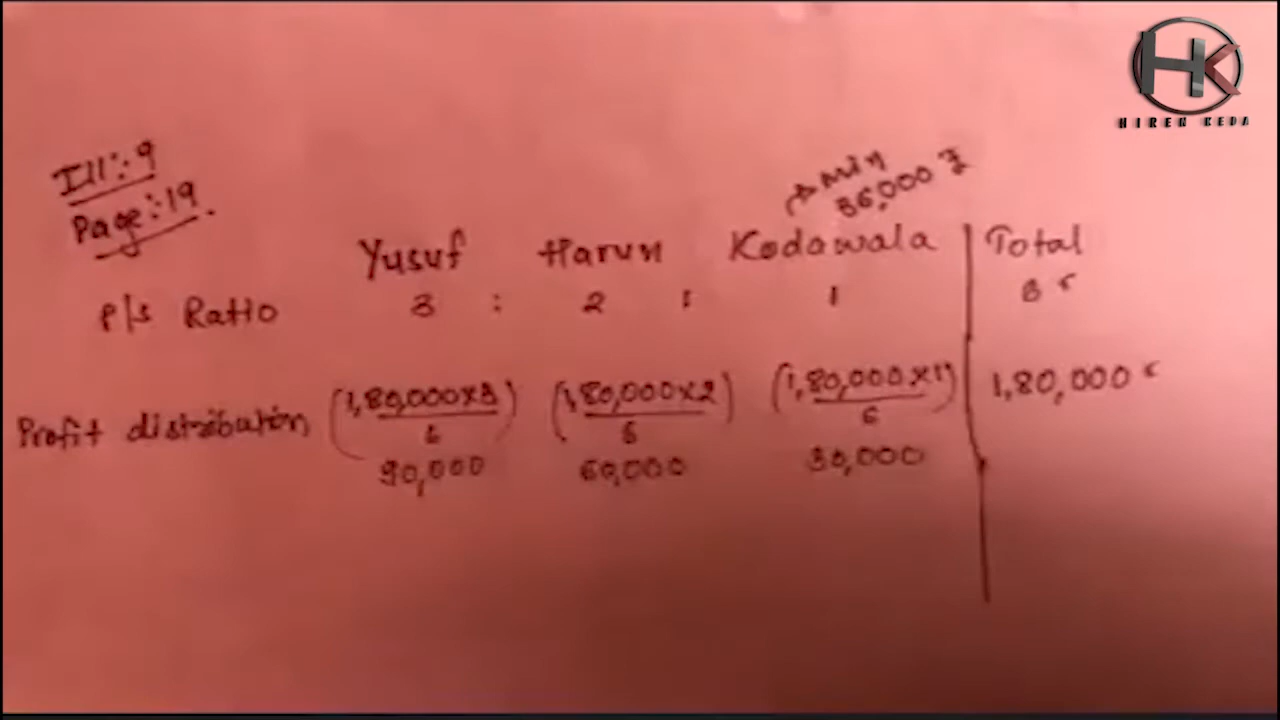 HK
HIREN KEDA
Ill:-9
Page:-19.
Min
36,000 ₹
Yusuf Harun Kodawala Total
P/s Ratio 3 : 2 : 1 6
Profit distribution (1,80,000×3)/6 (1,80,000×2)/6 (1,80,000×1)/6 1,80,000
90,000 60,000 30,000